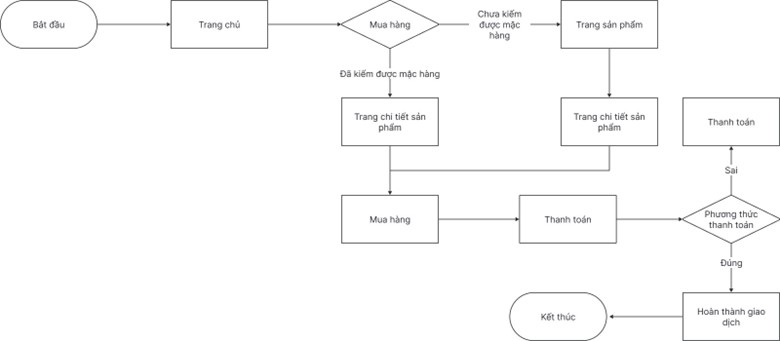 Bắt đầu
Trang chủ
Mua hàng
Chưa kiếm
được mặc
hàng
Trang sản phẩm
Đã kiếm được mặc hàng
Trang chi tiết sản
phẩm
Trang chi tiết sản
phẩm
Thanh toán
Sai
Mua hàng
Thanh toán
Phương thức
thanh toán
Đúng
Kết thúc
Hoàn thành giao
dịch